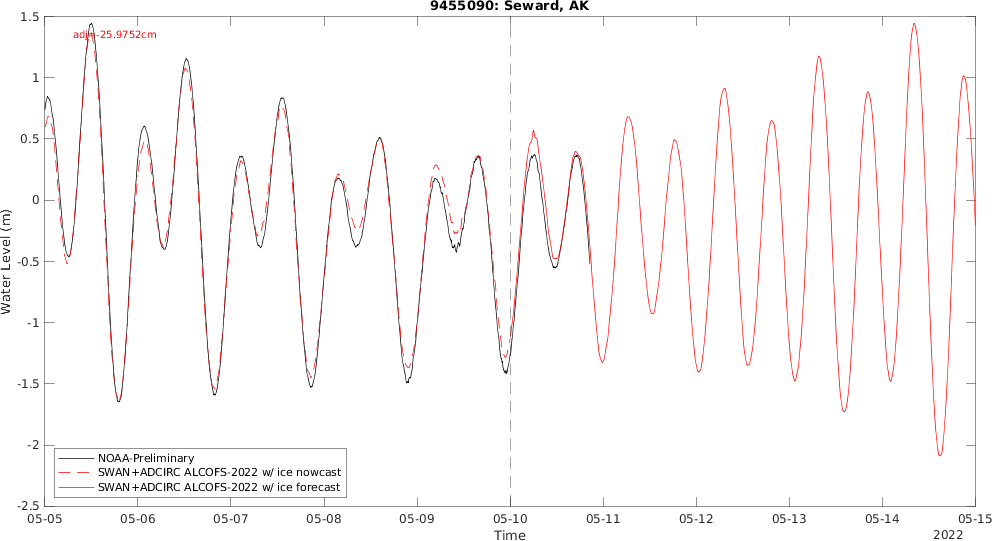 9455090: Seward, AK
adj=-25.9752cm
Water Level (m)
1.5
1
0.5
0
-0.5
-1
-1.5
-2
-2.5
NOAA-Preliminary
SWAN+ADCIRC ALCOFS-2022 w/ ice nowcast
SWAN+ADCIRC ALCOFS-2022 w/ ice forecast
05-05 05-06 05-07 05-08 05-09 05-10 05-11 05-12 05-13 05-14 05-15
Time
2022